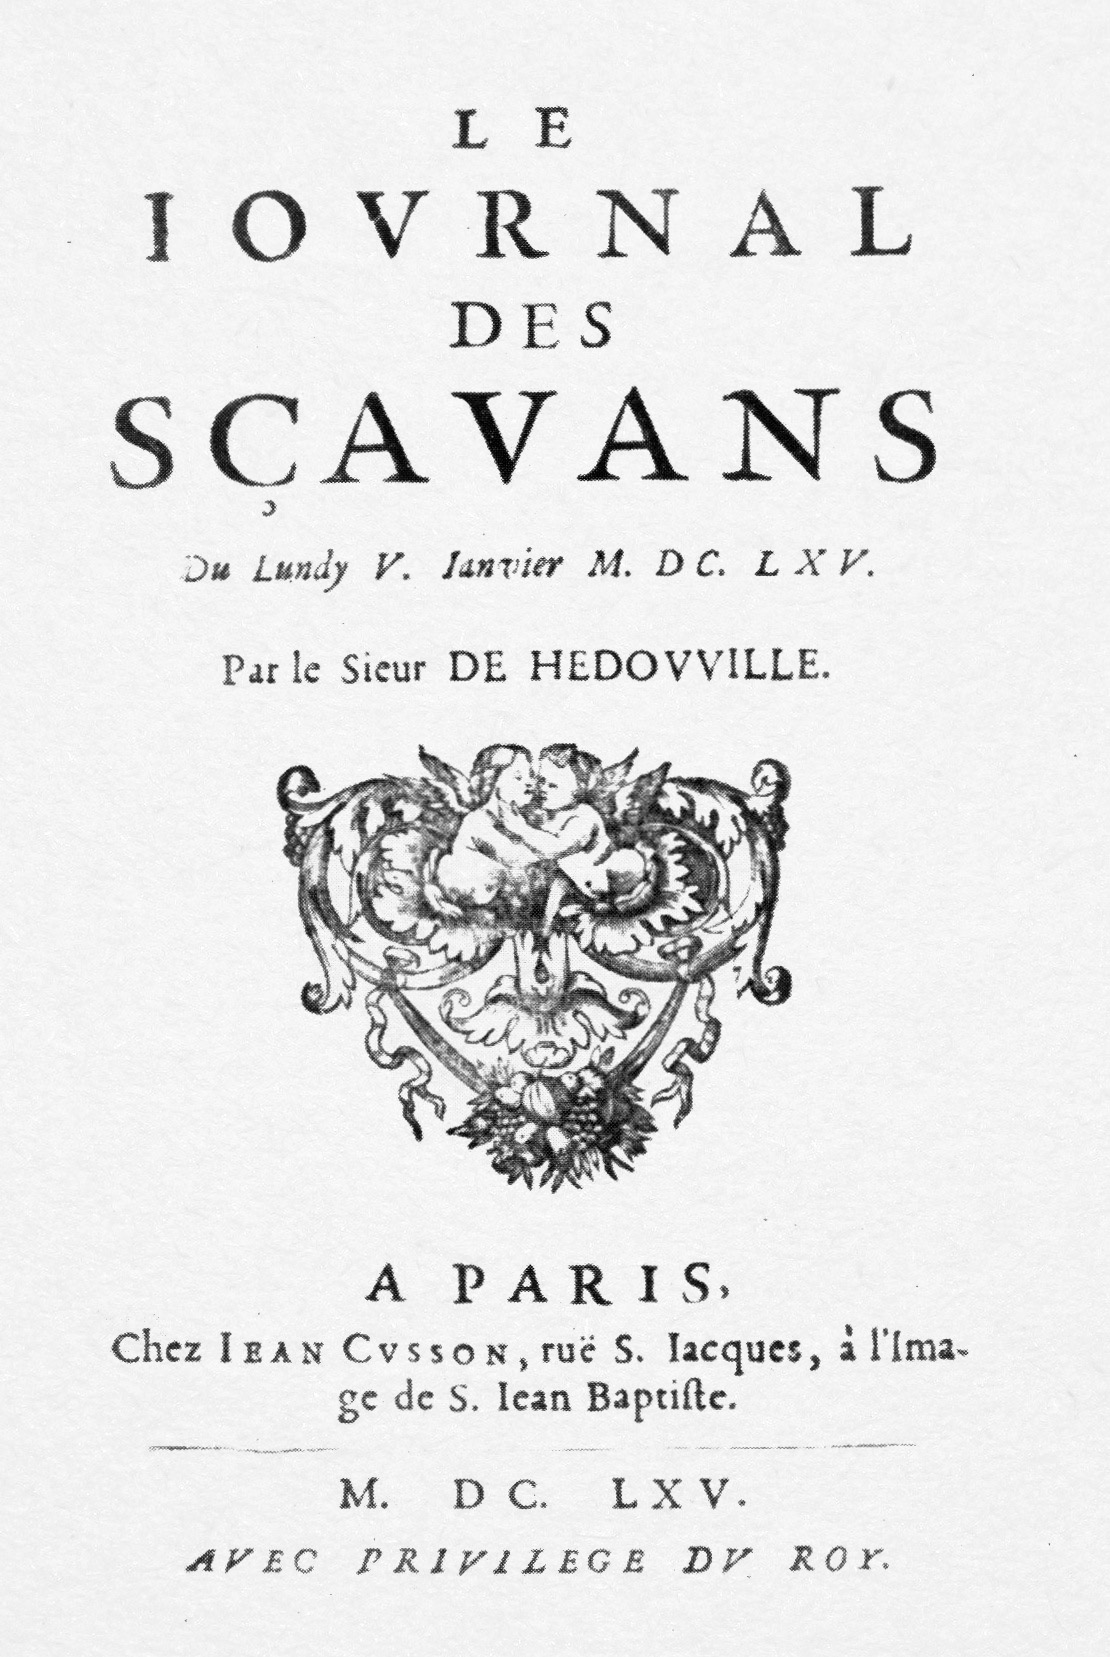 LE
IOVRNAL
DES
SÇAVANS
Du Lundy V. Ianvier M. DC. LXV.
Par le Sieur DE HEDOVVILLE.
A PARIS,
Chez IEAN CVSSON, ruë S. Iacques, à l'Ima-
ge de S. Iean Baptiſte.
M. DC. LXV.
AVEC PRIVILEGE DV ROY.